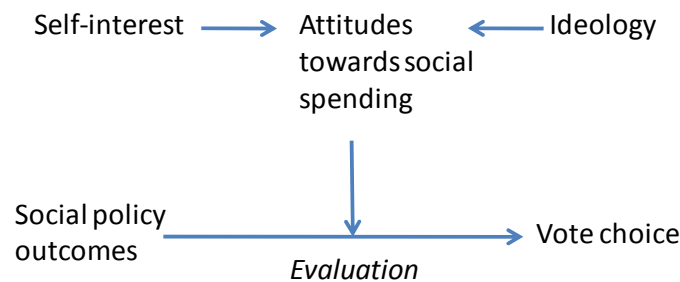 Self-interest
Attitudes
towards social
spending
Ideology
Social policy
outcomes
Vote choice
Evaluation